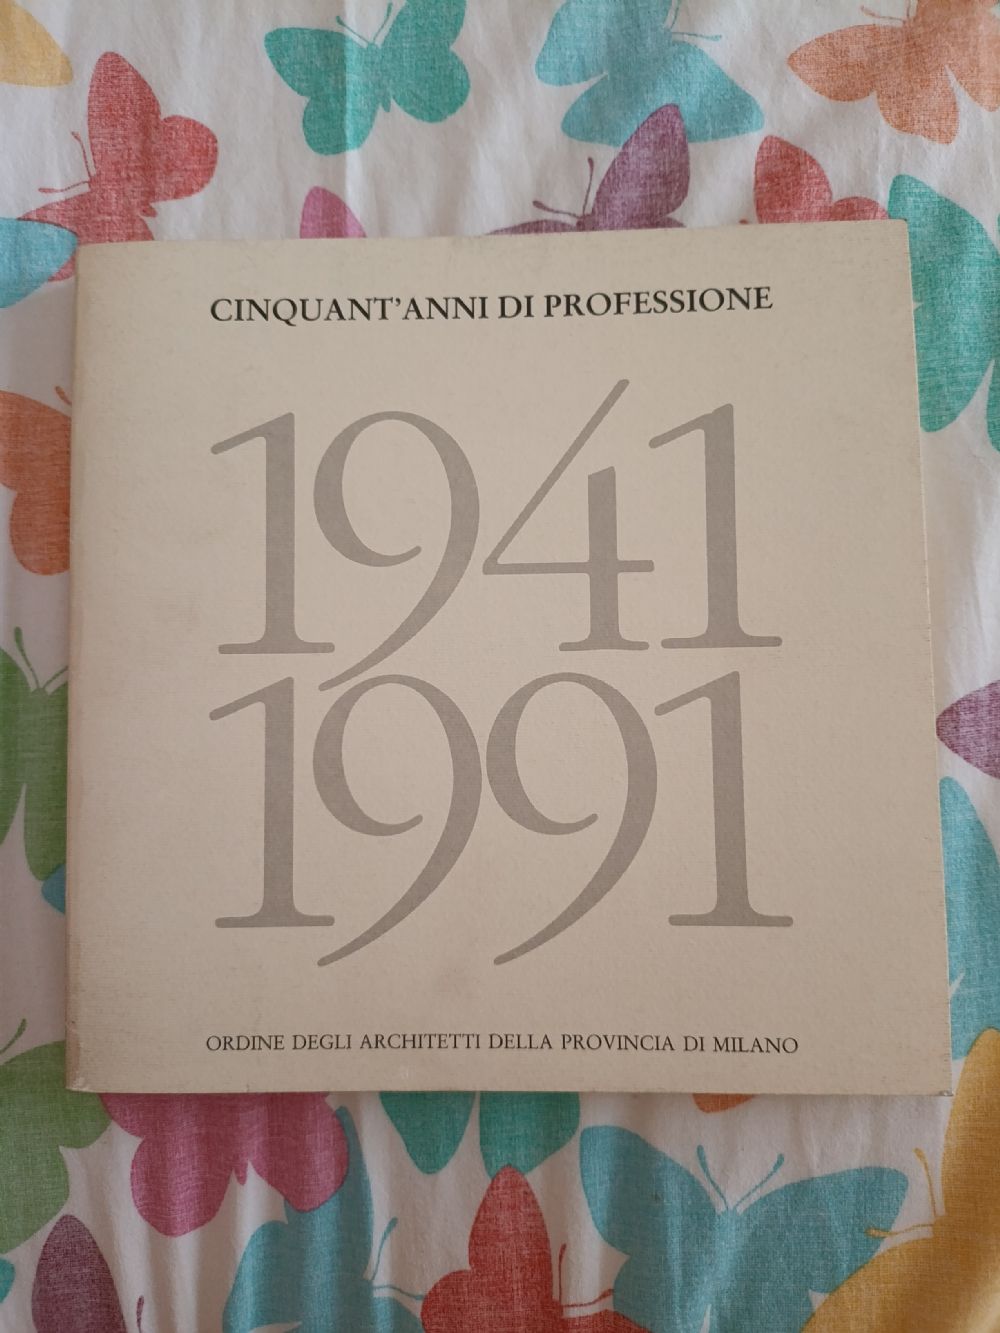 CINQUANT'ANNI DI PROFESSIONE
1941
1991
ORDINE DEGLI ARCHITETTI DELLA PROVINCIA DI MILANO